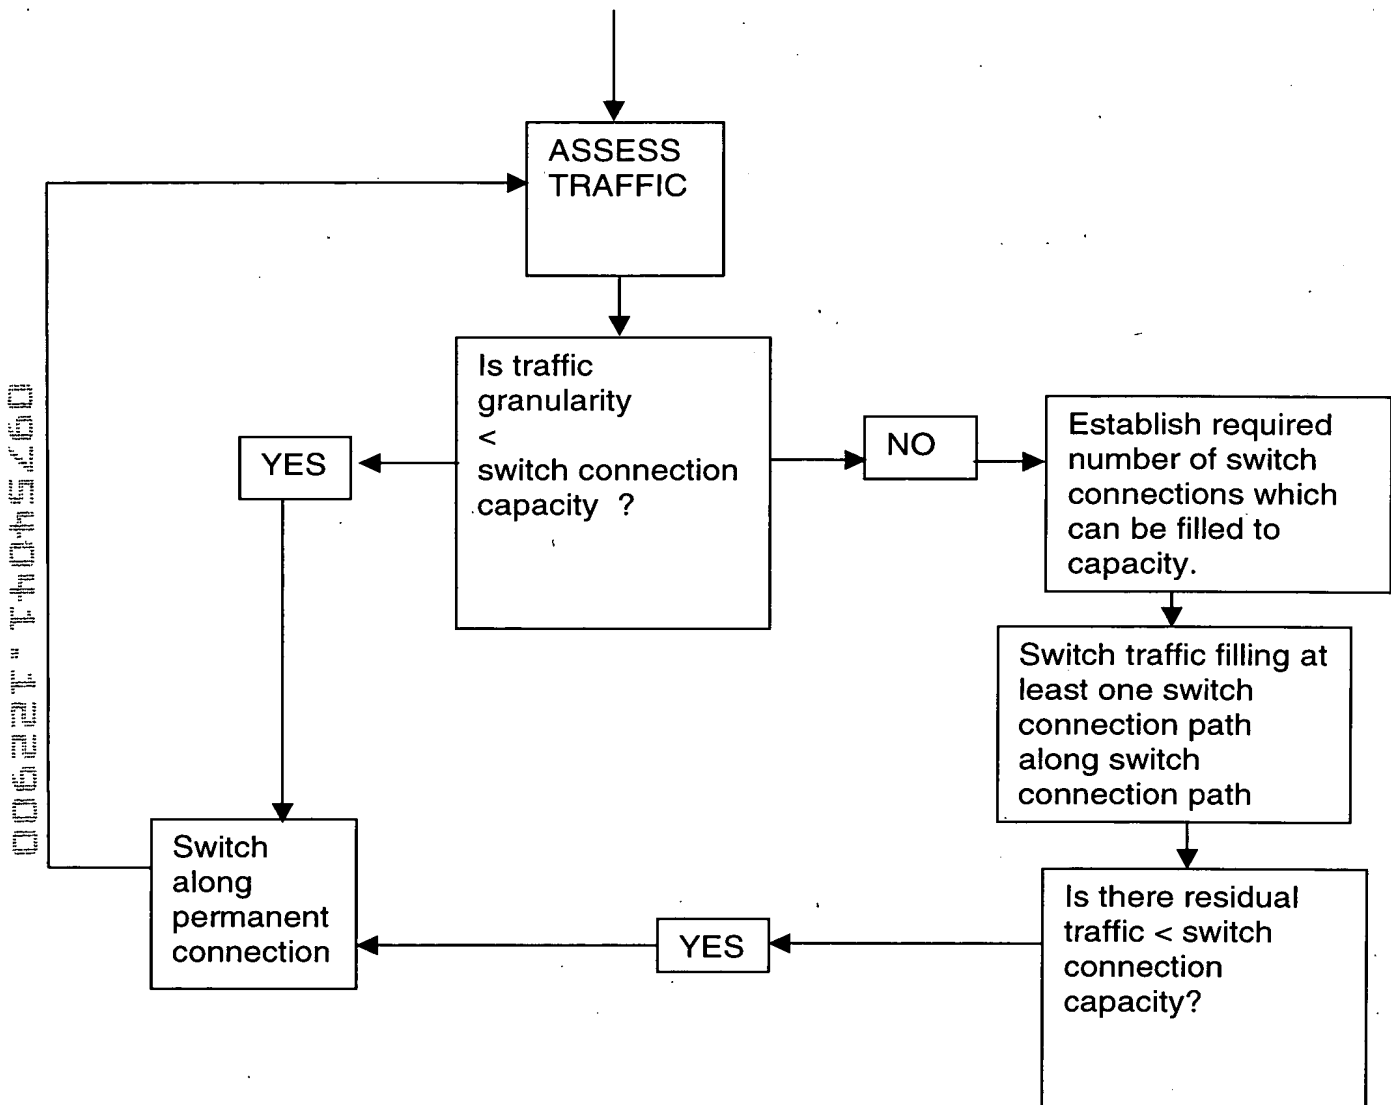 ASSESS
TRAFFIC
Is traffic
granularity
<
switch connection
capacity ?
YES
NO
Establish required
number of switch
connections which
can be filled to
capacity.
Switch traffic filling at
least one switch
connection path
along switch
connection path
Is there residual
traffic < switch
connection
capacity?
YES
Switch
along
permanent
connection
09754041.122900